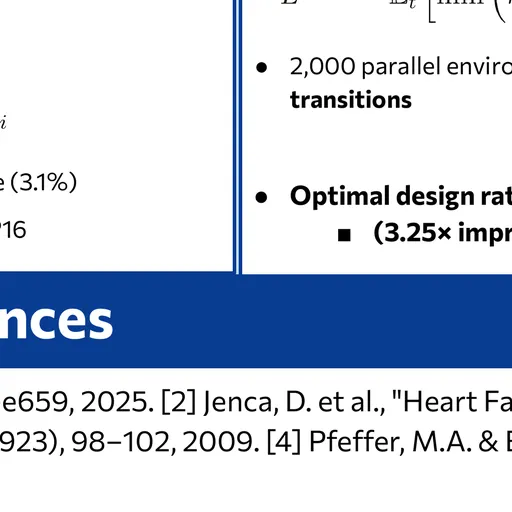 i
e (3.1%)
16
2,000 parallel enviro
transitions
• Optimal design rat
■ (3.25× impr
nces
e659, 2025. [2] Jenca, D. et al., "Heart Fa
923), 98–102, 2009. [4] Pfeffer, M.A. &